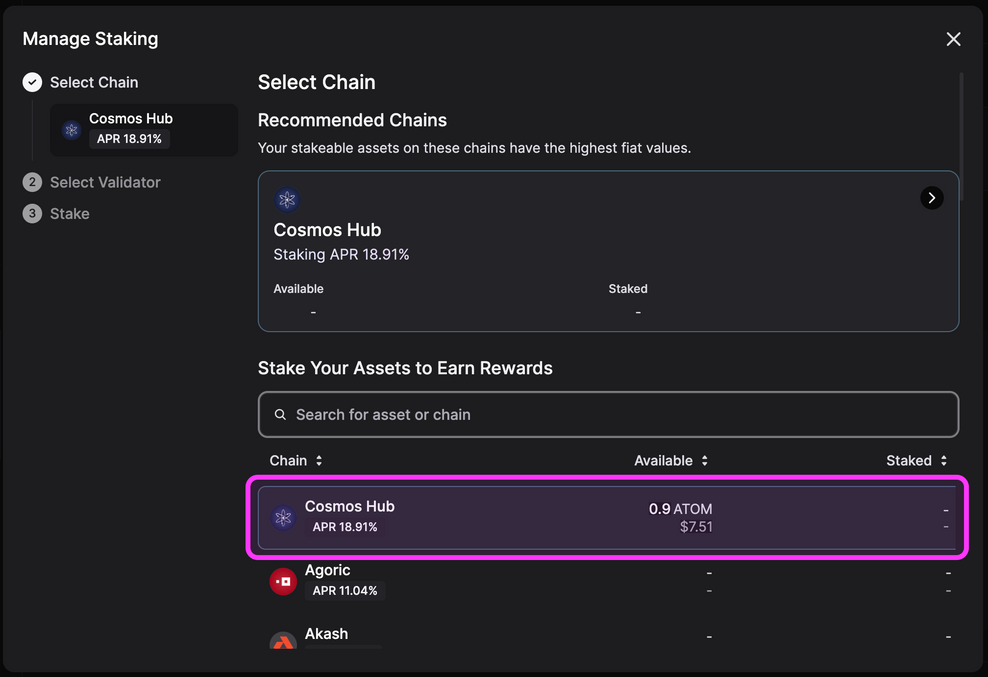 Manage Staking
Select Chain
Cosmos Hub
APR 18.91%
2 Select Validator
3 Stake
Select Chain
Recommended Chains
Your stakeable assets on these chains have the highest fiat values.
Cosmos Hub
Staking APR 18.91%
Available Staked
- -
Stake Your Assets to Earn Rewards
Search for asset or chain
Chain Available Staked
Cosmos Hub 0.9 ATOM -
APR 18.91% $7.51 -
Agoric - -
APR 11.04% - -
Akash - -